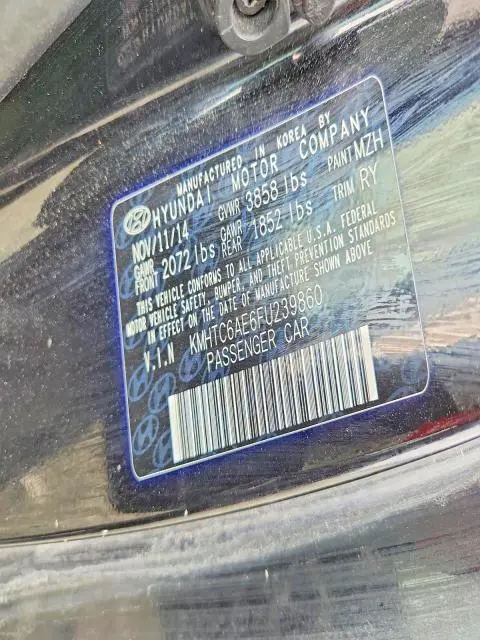 MANUFACTURED IN KOREA BY
HYUNDAI MOTOR COMPANY
NOV/11/14 GVWR 3858 lbs PAINT MZH
GAWR FRONT 2072 lbs GAWR REAR 1852 lbs TRIM RY
THIS VEHICLE CONFORMS TO ALL APPLICABLE U.S.A. FEDERAL
MOTOR VEHICLE SAFETY, BUMPER, AND THEFT PREVENTION STANDARDS
IN EFFECT ON THE DATE OF MANUFACTURE SHOWN ABOVE
V.I.N KMHTC6AE6FU239860
PASSENGER CAR